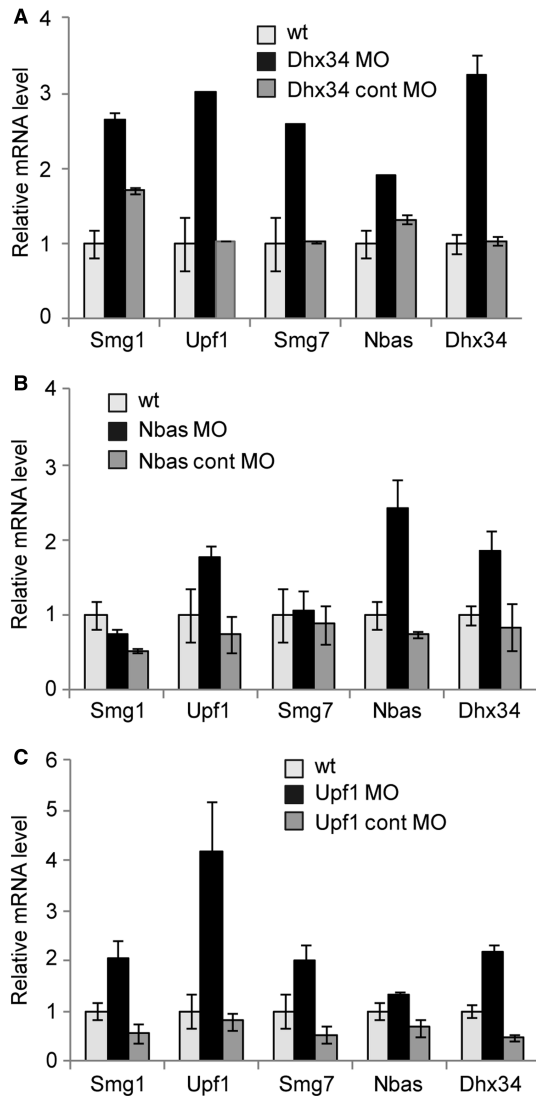 A
Relative mRNA level
4
3
2
1
0
wt
Dhx34 MO
Dhx34 cont MO
Smg1 Upf1 Smg7 Nbas Dhx34
B
Relative mRNA level
4
3
2
1
0
wt
Nbas MO
Nbas cont MO
Smg1 Upf1 Smg7 Nbas Dhx34
C
Relative mRNA level
6
5
4
3
2
1
0
wt
Upf1 MO
Upf1 cont MO
Smg1 Upf1 Smg7 Nbas Dhx34